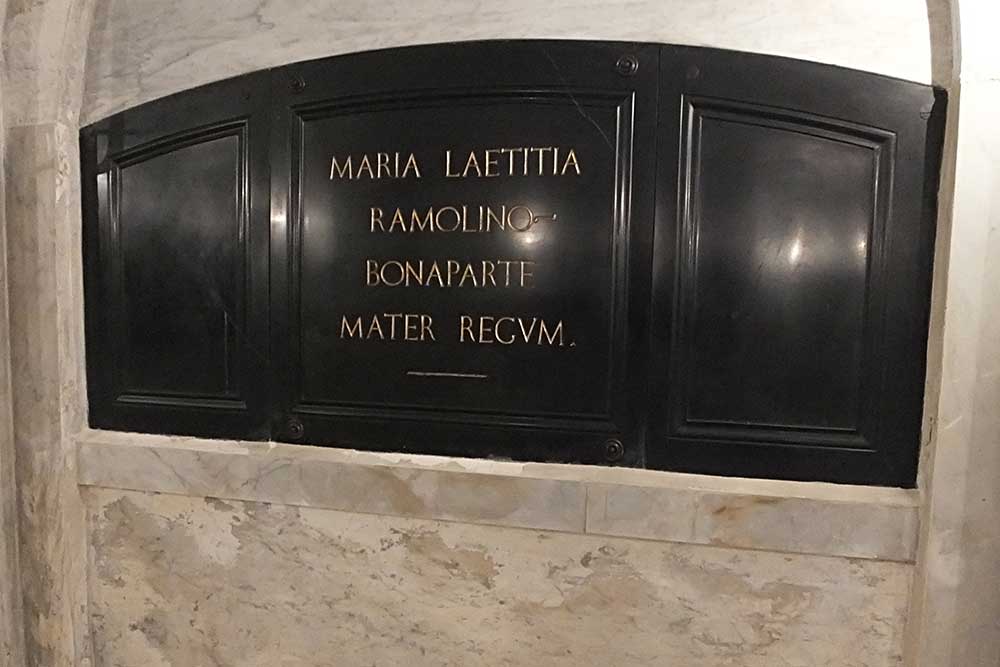 MARIA LAETITIA
RAMOLINO-
BONAPARTE
MATER REGVM.